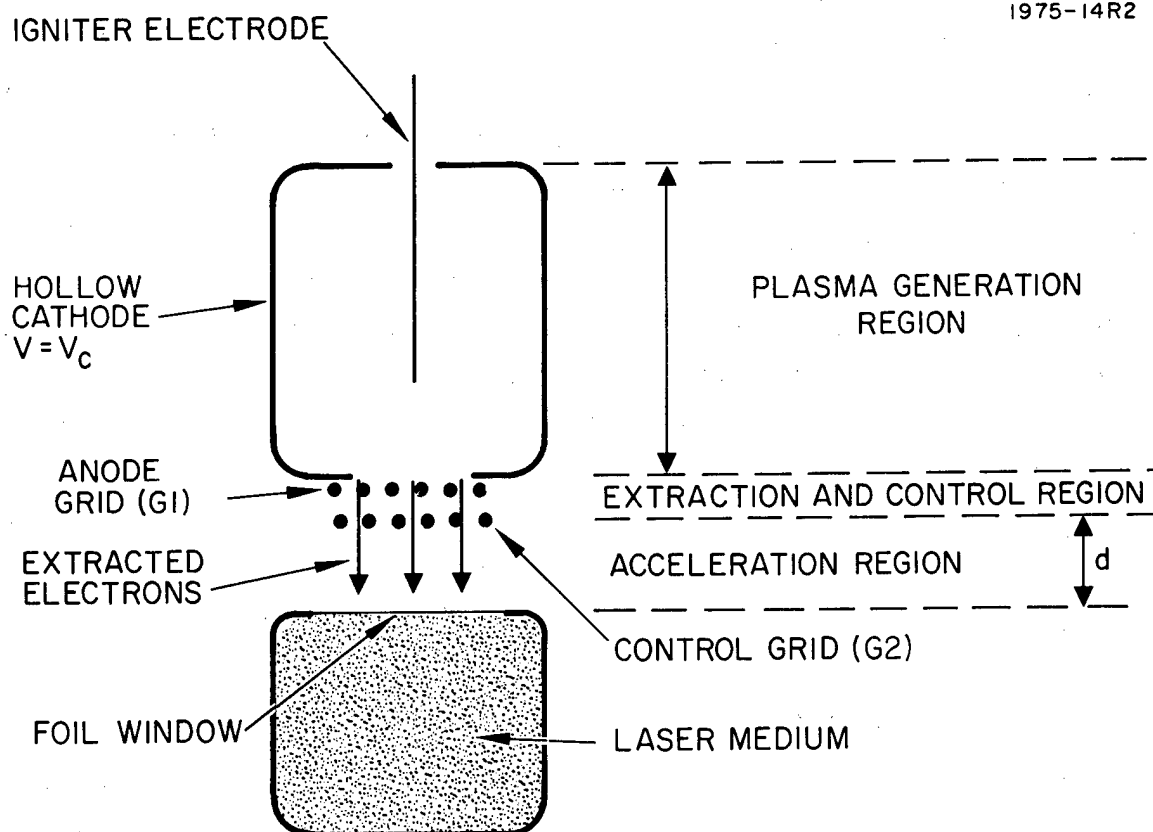 1975-14R2
IGNITER ELECTRODE
HOLLOW
CATHODE
V = Vc
PLASMA GENERATION
REGION
ANODE
GRID (G1)
EXTRACTION AND CONTROL REGION
EXTRACTED
ELECTRONS
ACCELERATION REGION
d
CONTROL GRID (G2)
FOIL WINDOW
LASER MEDIUM